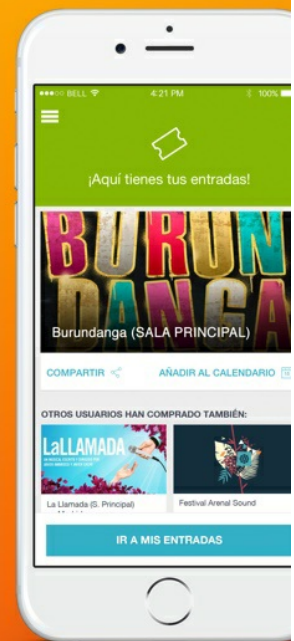 BELL 4:21 PM 100%
¡Aquí tienes tus entradas!
BURUN
DANGA
Burundanga (SALA PRINCIPAL)
COMPARTIR AÑADIR AL CALENDARIO
OTROS USUARIOS HAN COMPRADO TAMBIÉN:
LaLLAMADA
La Llamada (S. Principal)
Festival Arenal Sound
IR A MIS ENTRADAS